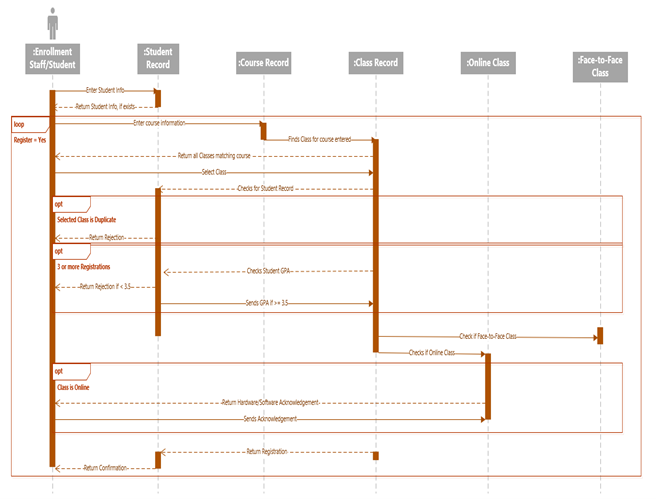 :Enrollment
Staff/Student
:Student
Record
:Course Record
:Class Record
:Online Class
:Face-to-Face
Class
Enter Student Info
Return Student Info, if exists
loop
Enter course information
Register = Yes
Finds Class for course entered
Return all Classes matching course
Select Class
Checks for Student Record
opt
Selected Class is Duplicate
Return Rejection
opt
3 or more Registrations
Checks Student GPA
Return Rejection if < 3.5
Sends GPA if >= 3.5
Check if Face-to-Face Class
Checks if Online Class
opt
Class is Online
Return Hardware/Software Acknowledgement
Sends Acknowledgement
Return Registration
Return Confirmation